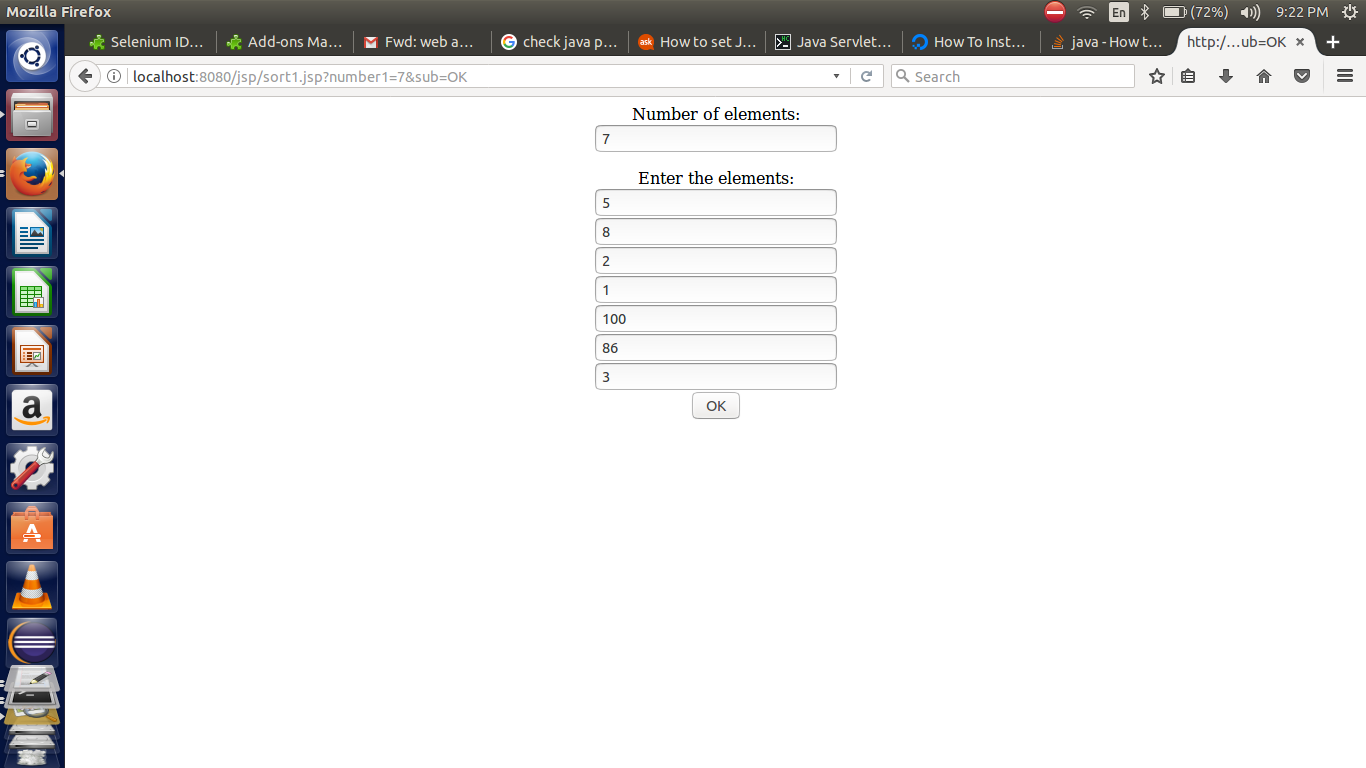 Mozilla Firefox
En
(72%)
9:22 PM
Selenium ID...
Add-ons Ma...
Fwd: web a...
check java p...
ask
How to set J...
Java Servlet...
How To Inst...
java - How t...
http:/...ub=OK
localhost:8080/jsp/sort1.jsp?number1=7&sub=OK
Search
Number of elements:
7
Enter the elements:
5
8
2
1
100
86
3
OK